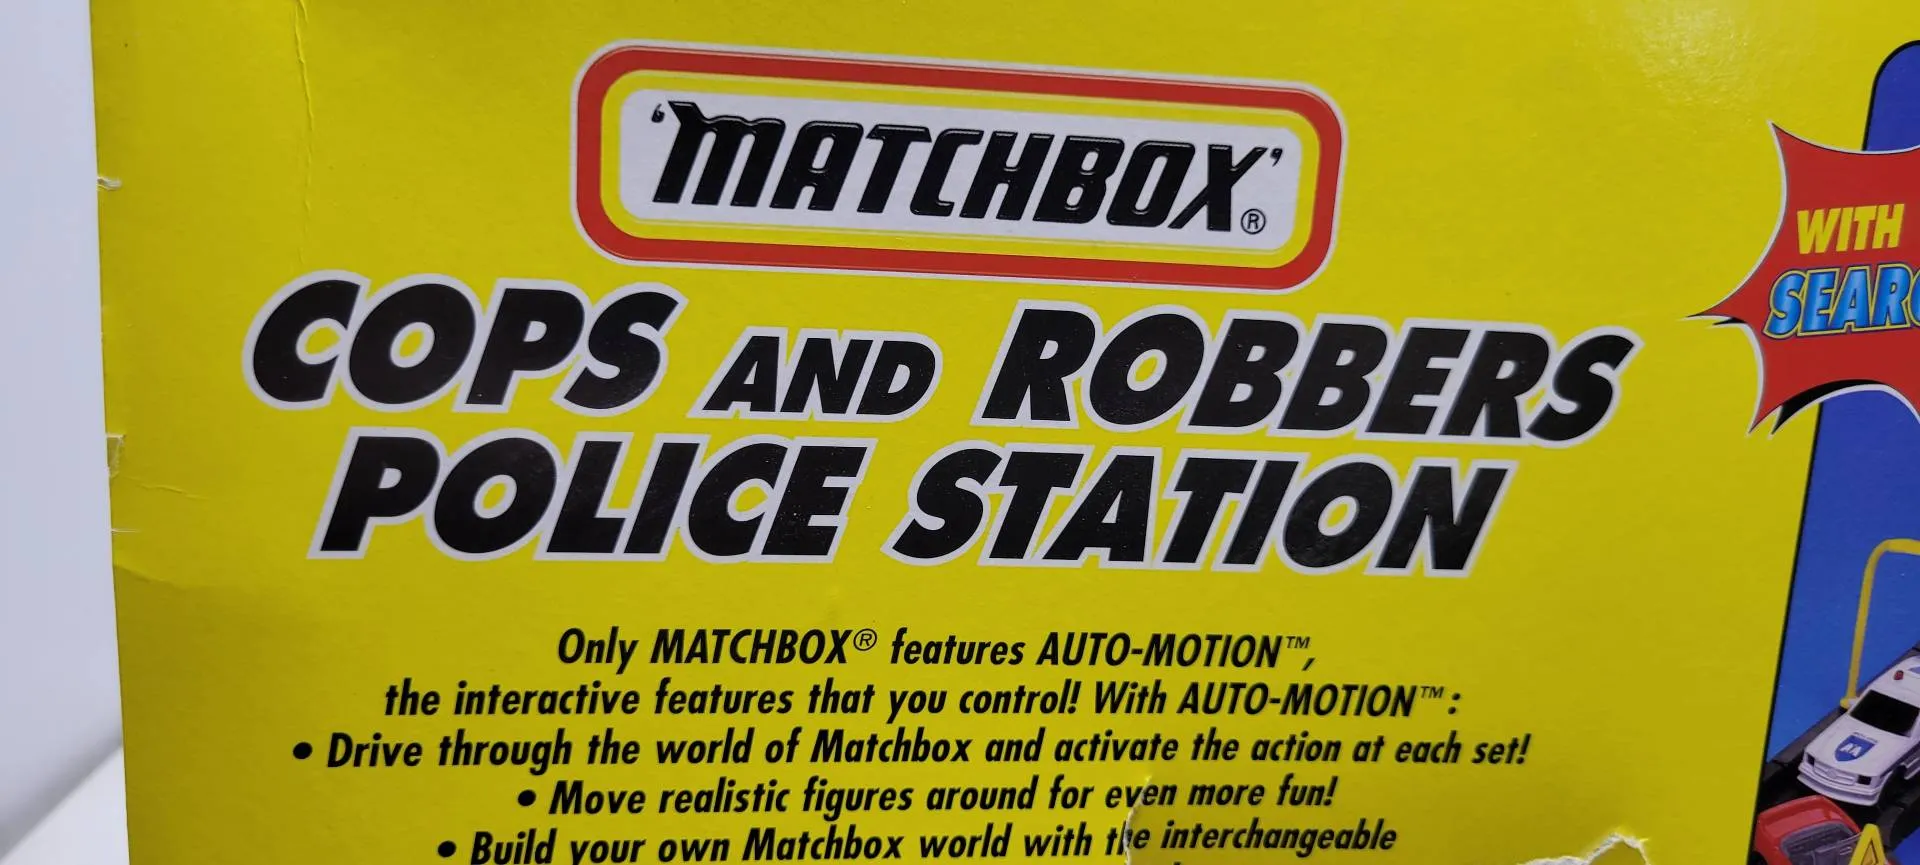 'MATCHBOX'®
COPS AND ROBBERS
POLICE STATION
WITH
Only MATCHBOX® features AUTO-MOTION™,
the interactive features that you control! With AUTO-MOTION™:
• Drive through the world of Matchbox and activate the action at each set!
• Move realistic figures around for even more fun!
• Build your own Matchbox world with the interchangeable